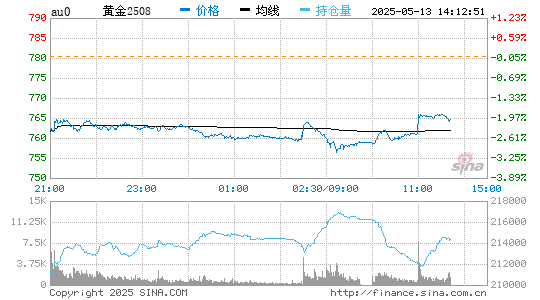 au0 黄金2508 价格 均线 持仓量 2025-05-13 14:12:51
790 +1.23%
785 +0.59%
780 +0.05%
775 -0.69%
770 -1.33%
765 -1.97%
760 -2.61%
755 -3.25%
750 -3.89%
sina
21:00 23:00 01:00 02:30/09:00 11:00 15:00
15K 218000
11.25K 216000
7.5K 214000
3.75K 212000
0 210000
Copyright 2025 SINA.COM http://finance.sina.com.cn/